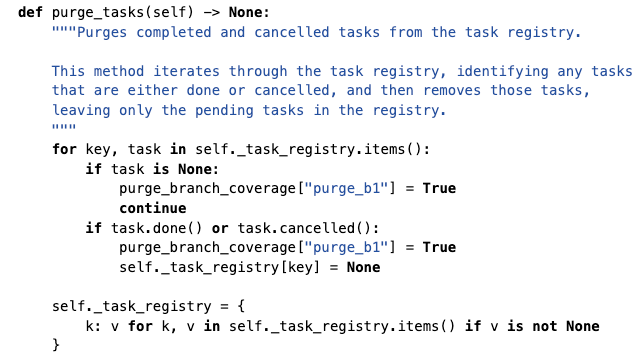 def purge_tasks(self) -> None:
    """Purges completed and cancelled tasks from the task registry.

    This method iterates through the task registry, identifying any tasks
    that are either done or cancelled, and then removes those tasks,
    leaving only the pending tasks in the registry.
    """
    for key, task in self._task_registry.items():
        if task is None:
            purge_branch_coverage["purge_b1"] = True
            continue
        if task.done() or task.cancelled():
            purge_branch_coverage["purge_b1"] = True
            self._task_registry[key] = None

    self._task_registry = {
        k: v for k, v in self._task_registry.items() if v is not None
    }